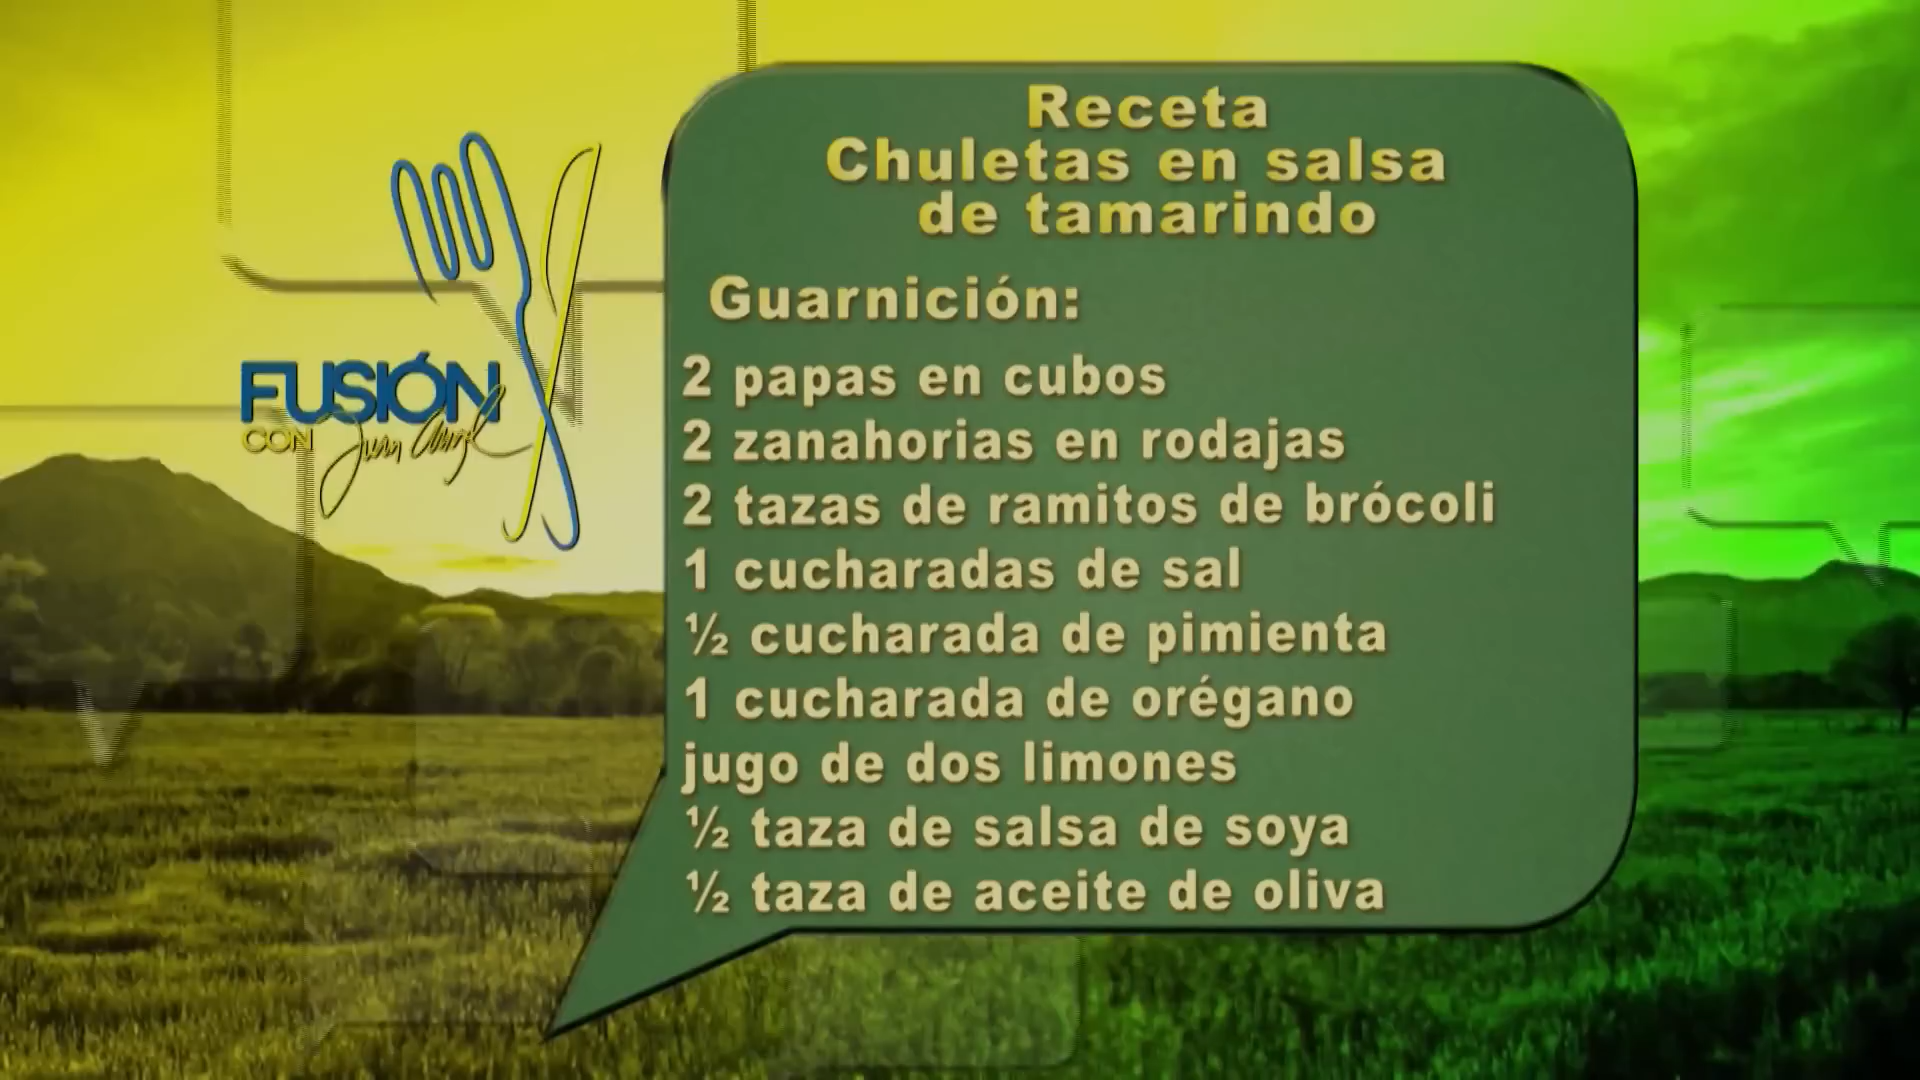 FUSIÓN
CON Juan Angel
Receta
Chuletas en salsa
de tamarindo
Guarnición:
2 papas en cubos
2 zanahorias en rodajas
2 tazas de ramitos de brócoli
1 cucharadas de sal
½ cucharada de pimienta
1 cucharada de orégano
jugo de dos limones
½ taza de salsa de soya
½ taza de aceite de oliva